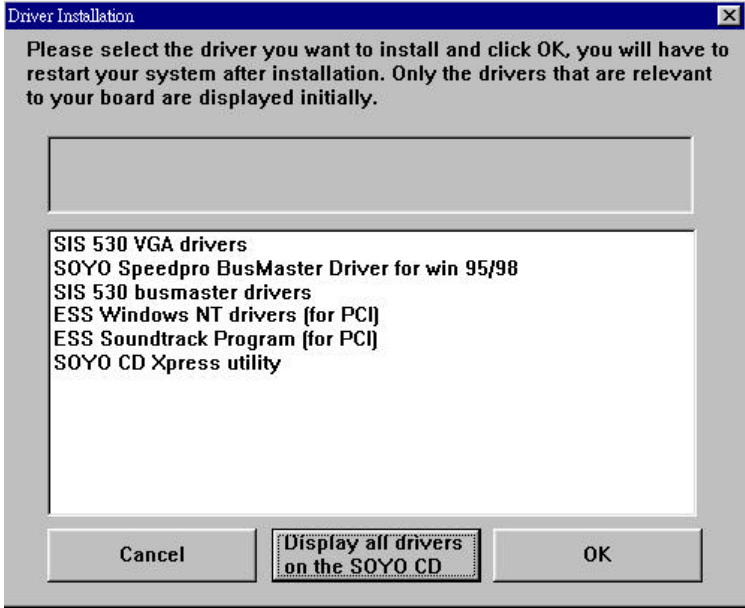 Driver Installation
Please select the driver you want to install and click OK, you will have to
restart your system after installation. Only the drivers that are relevant
to your board are displayed initially.
SIS 530 VGA drivers
SOYO Speedpro BusMaster Driver for win 95/98
SIS 530 busmaster drivers
ESS Windows NT drivers (for PCI)
ESS Soundtrack Program (for PCI)
SOYO CD Xpress utility
Cancel
Display all drivers
on the SOYO CD
OK